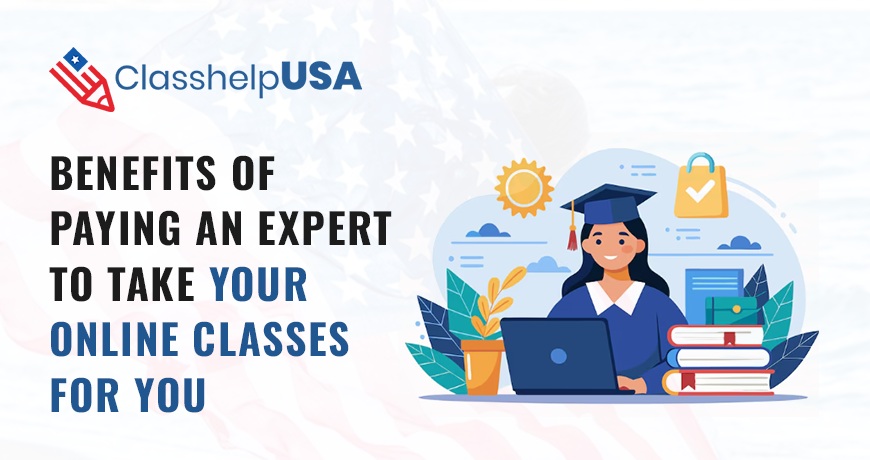 ClasshelpUSA
BENEFITS OF
PAYING AN EXPERT
TO TAKE YOUR
ONLINE CLASSES
FOR YOU